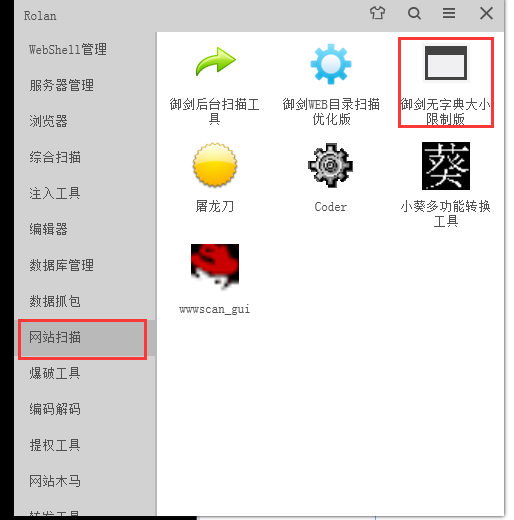 Rolan
WebShell管理
服务器管理
浏览器
综合扫描
注入工具
编辑器
数据库管理
数据抓包
网站扫描
爆破工具
编码解码
提权工具
网站木马
转发工具
御剑后台扫描工
具
御剑WEB目录扫描
优化版
御剑无字典大小
限制版
屠龙刀
Coder
葵
小葵多功能转换
工具
wwwscan_gui